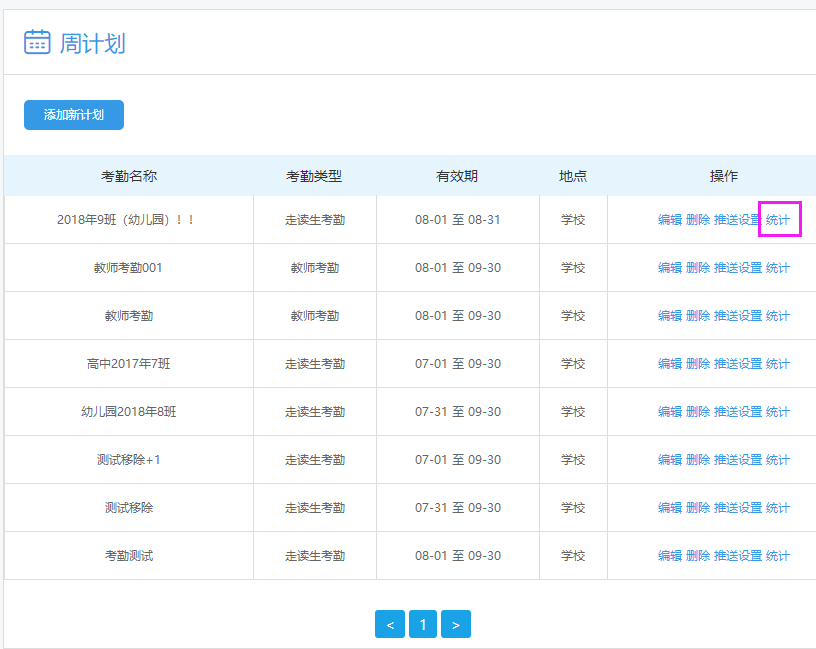 周计划
添加新计划
考勤名称 考勤类型 有效期 地点 操作
2018年9班（幼儿园）！！ 走读生考勤 08-01 至 08-31 学校 编辑 删除 推送设置 统计
教师考勤001 教师考勤 08-01 至 09-30 学校 编辑 删除 推送设置 统计
教师考勤 教师考勤 08-01 至 09-30 学校 编辑 删除 推送设置 统计
高中2017年7班 走读生考勤 07-01 至 09-30 学校 编辑 删除 推送设置 统计
幼儿园2018年8班 走读生考勤 07-31 至 09-30 学校 编辑 删除 推送设置 统计
测试移除+1 走读生考勤 07-01 至 09-30 学校 编辑 删除 推送设置 统计
测试移除 走读生考勤 07-31 至 09-30 学校 编辑 删除 推送设置 统计
考勤测试 走读生考勤 08-01 至 09-30 学校 编辑 删除 推送设置 统计
< 1 >